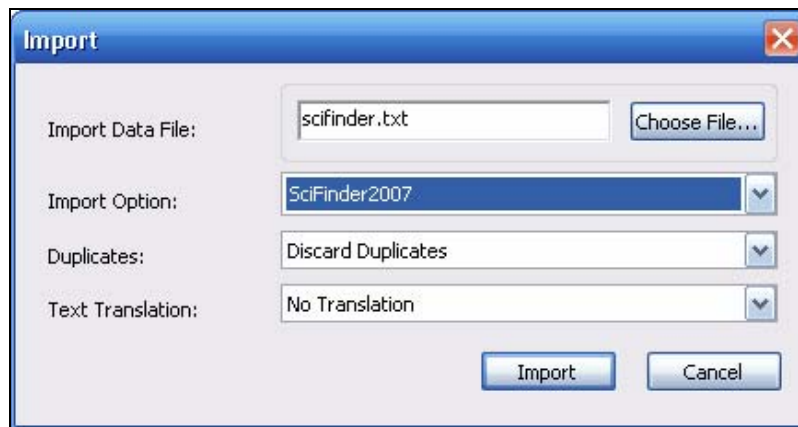 Import
Import Data File:
scifinder.txt
Choose File...
Import Option:
SciFinder2007
Duplicates:
Discard Duplicates
Text Translation:
No Translation
Import
Cancel